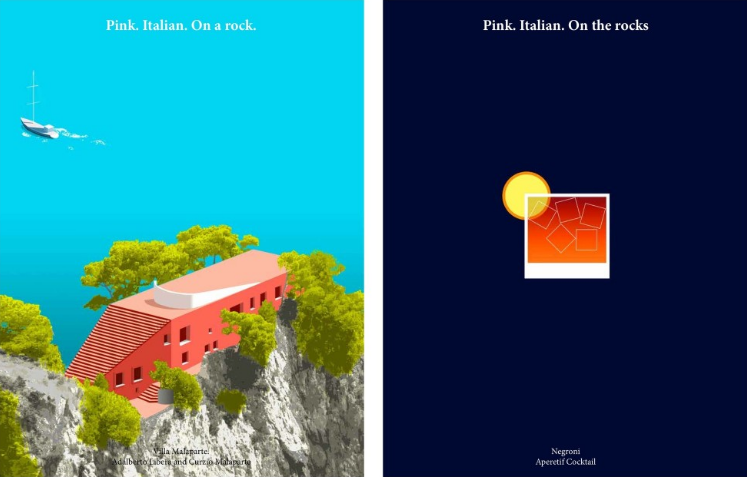 Pink. Italian. On a rock.
Villa Malaparte.
Adalberto Libera and Curzio Malaparte
Pink. Italian. On the rocks
Negroni
Aperetif Cocktail